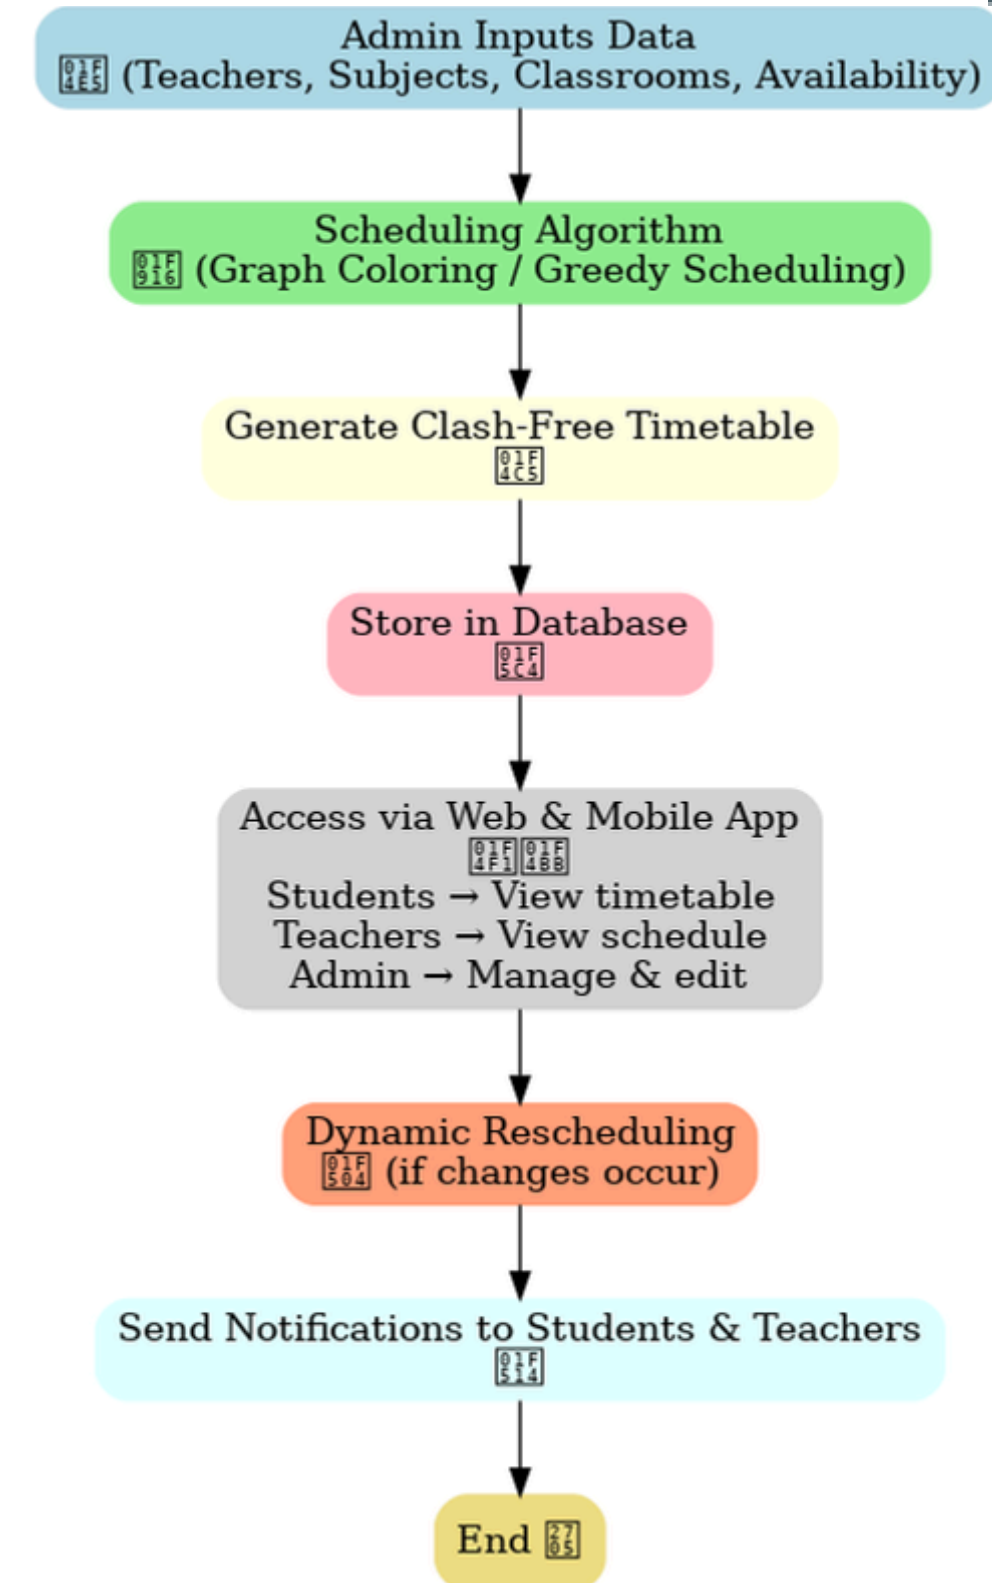 Admin Inputs Data
📥 (Teachers, Subjects, Classrooms, Availability)
Scheduling Algorithm
🤖 (Graph Coloring / Greedy Scheduling)
Generate Clash-Free Timetable
📅
Store in Database
🗄
Access via Web & Mobile App
📱💻
Students → View timetable
Teachers → View schedule
Admin → Manage & edit
Dynamic Rescheduling
🔄 (if changes occur)
Send Notifications to Students & Teachers
🔔
End ✅